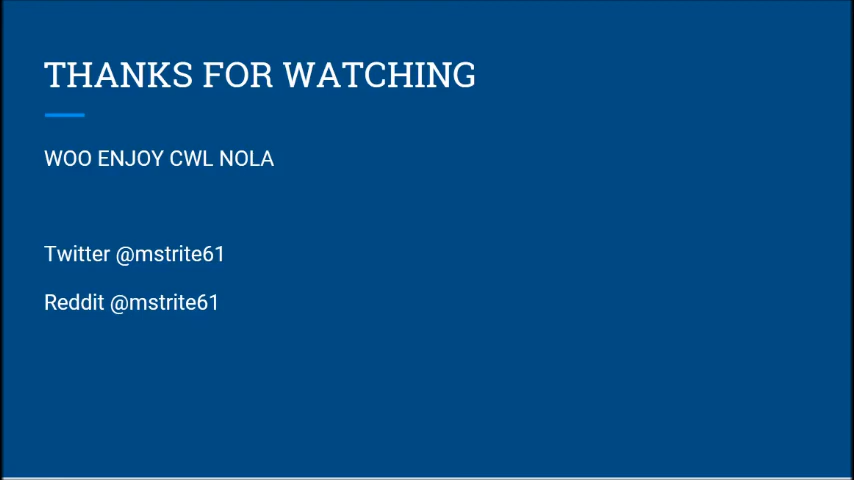 THANKS FOR WATCHING
WOO ENJOY CWL NOLA
Twitter @mstrite61
Reddit @mstrite61